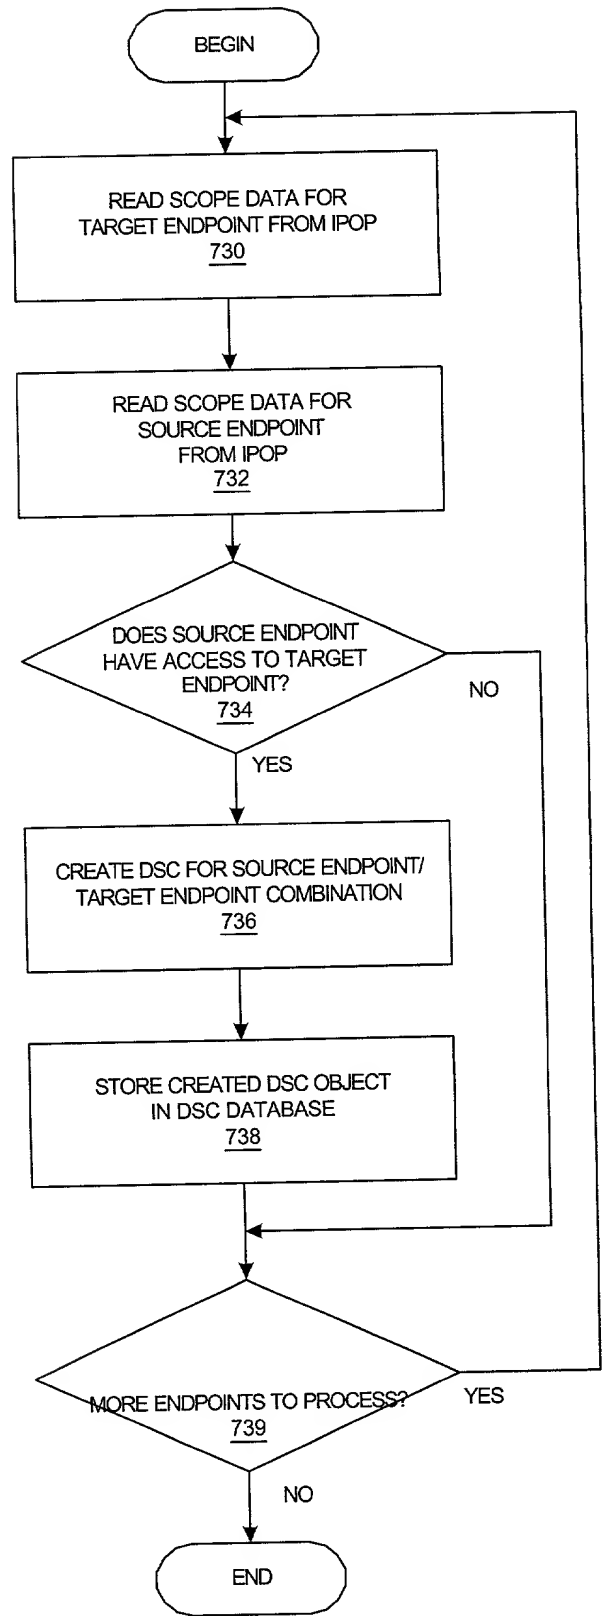 BEGIN
READ SCOPE DATA FOR
TARGET ENDPOINT FROM IPOP
730
READ SCOPE DATA FOR
SOURCE ENDPOINT
FROM IPOP
732
DOES SOURCE ENDPOINT
HAVE ACCESS TO TARGET
ENDPOINT?
734
NO
YES
CREATE DSC FOR SOURCE ENDPOINT/
TARGET ENDPOINT COMBINATION
736
STORE CREATED DSC OBJECT
IN DSC DATABASE
738
MORE ENDPOINTS TO PROCESS?
739
YES
NO
END